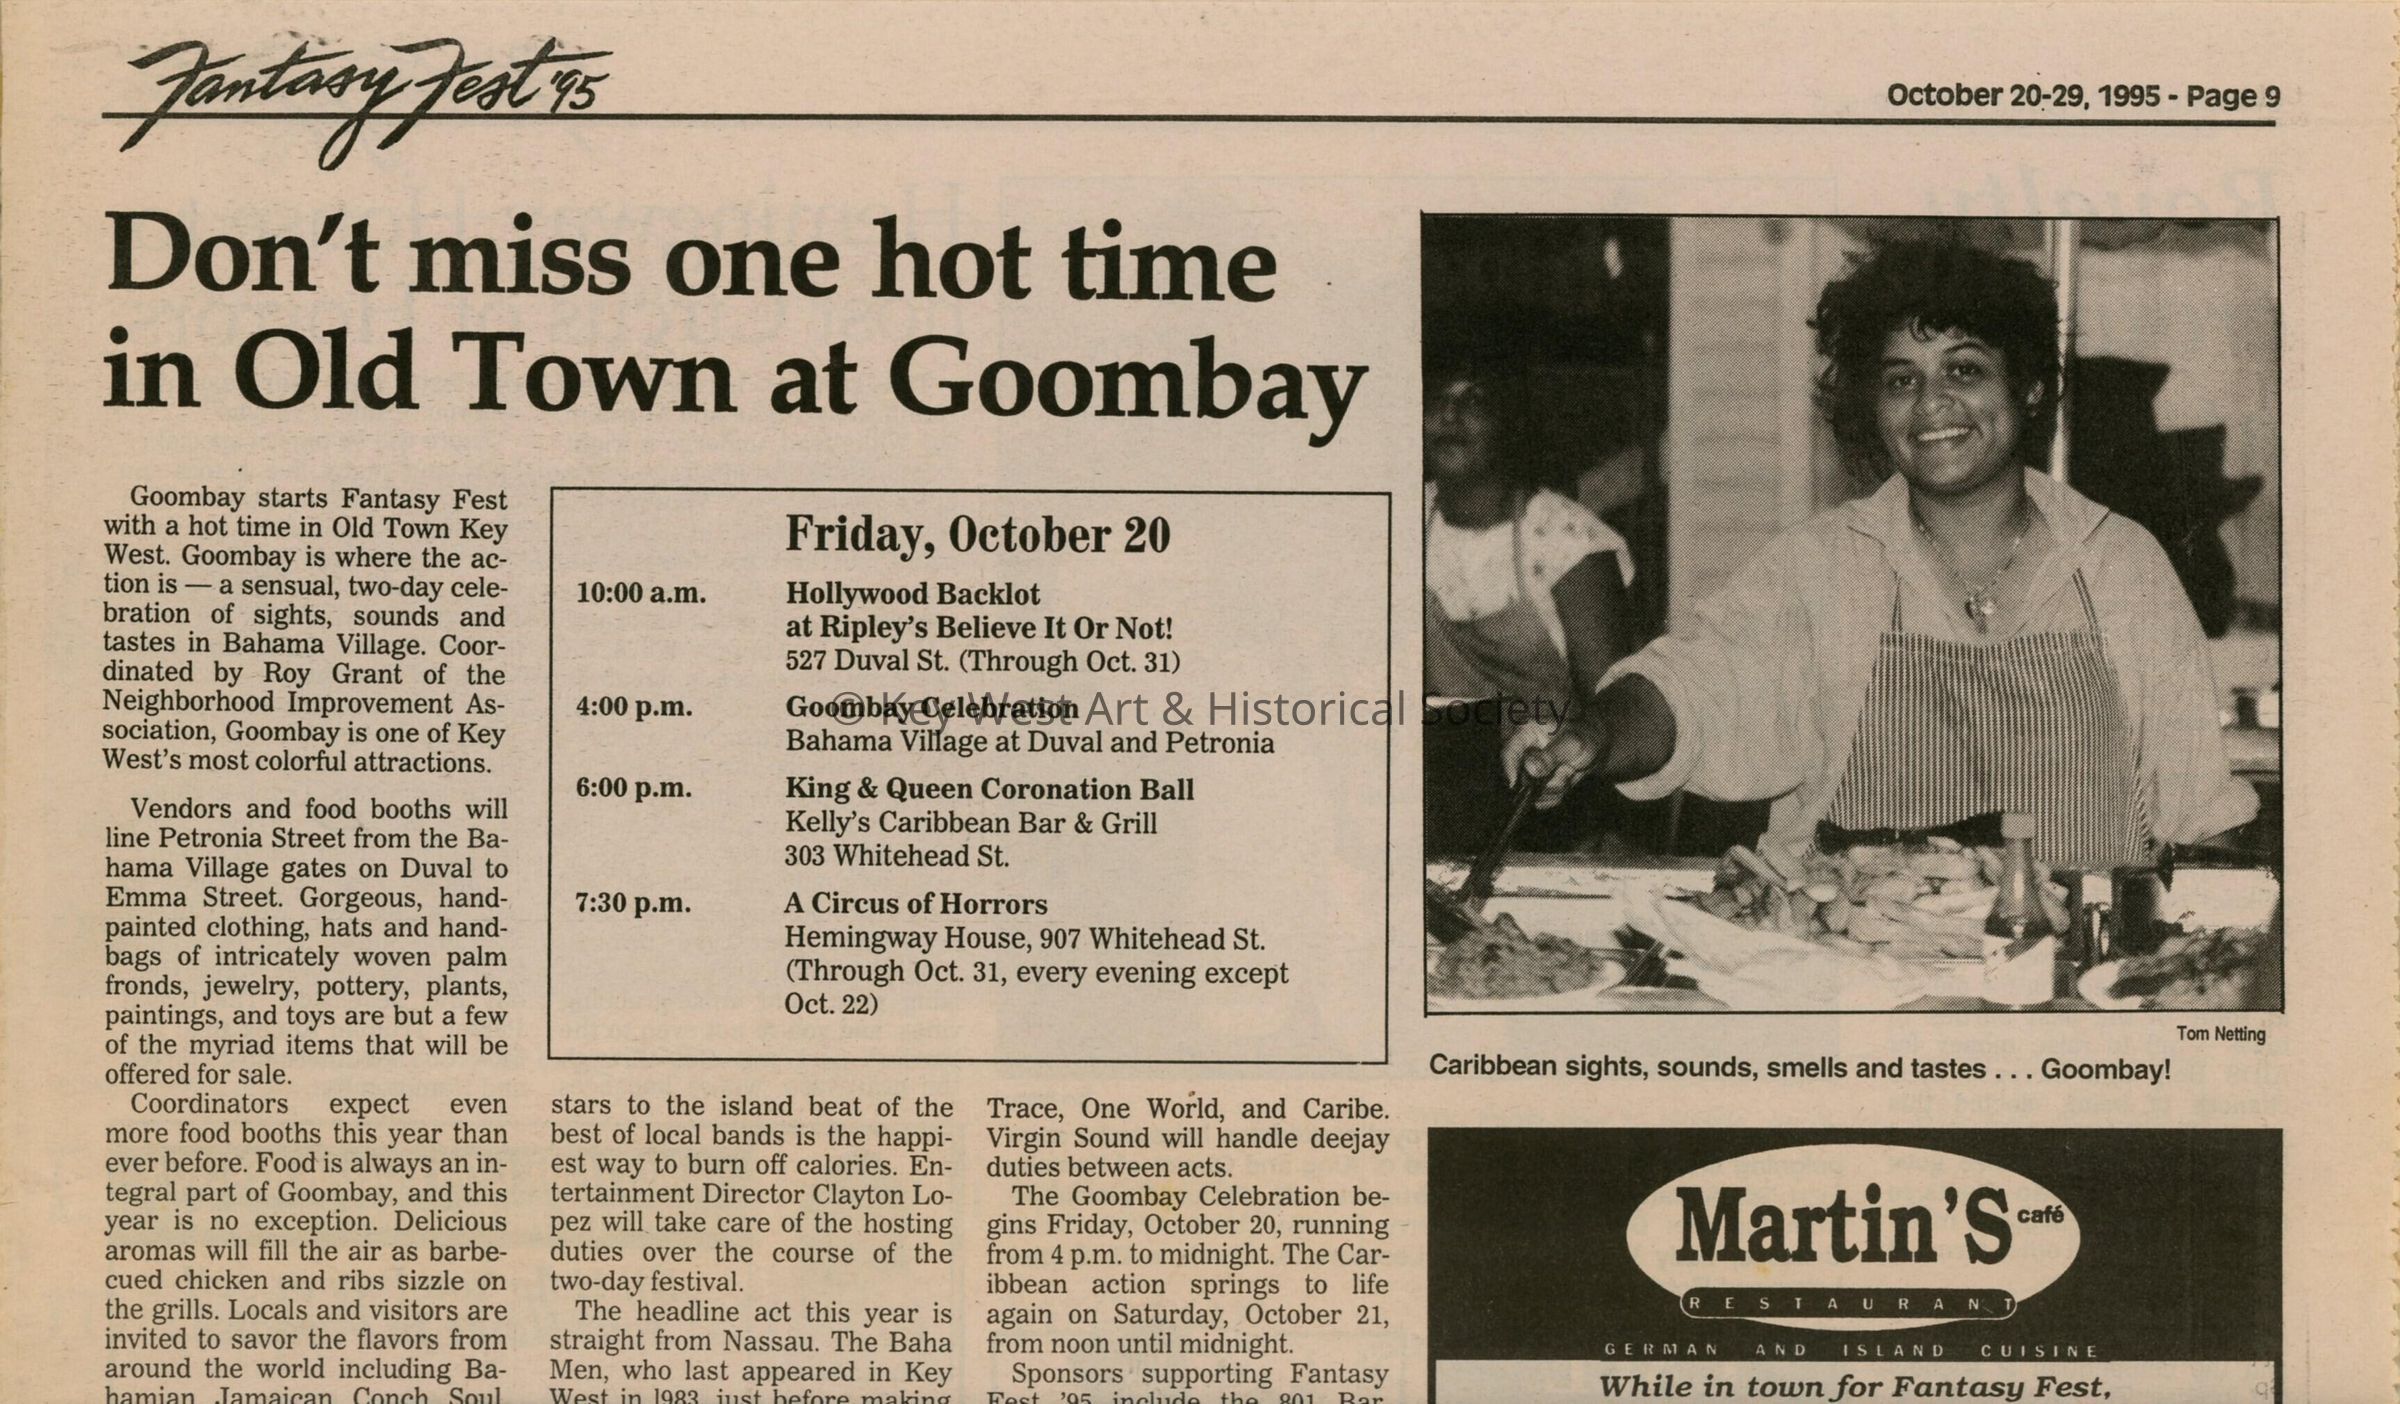 Fantasy Fest '95
October 20-29, 1995 - Page 9
Don't miss one hot time
in Old Town at Goombay
Goombay starts Fantasy Fest
with a hot time in Old Town Key
West. Goombay is where the ac-
tion is — a sensual, two-day cele-
bration of sights, sounds and
tastes in Bahama Village. Coor-
dinated by Roy Grant of the
Neighborhood Improvement As-
sociation, Goombay is one of Key
West's most colorful attractions.
Vendors and food booths will
line Petronia Street from the Ba-
hama Village gates on Duval to
Emma Street. Gorgeous, hand-
painted clothing, hats and hand-
bags of intricately woven palm
fronds, jewelry, pottery, plants,
paintings, and toys are but a few
of the myriad items that will be
offered for sale.
Coordinators expect even
more food booths this year than
ever before. Food is always an in-
tegral part of Goombay, and this
year is no exception. Delicious
aromas will fill the air as barbe-
cued chicken and ribs sizzle on
the grills. Locals and visitors are
invited to savor the flavors from
around the world including Ba-
hamian, Jamaican, Conch, Soul,
Friday, October 20
10:00 a.m. Hollywood Backlot
at Ripley's Believe It Or Not!
527 Duval St. (Through Oct. 31)
4:00 p.m. Goombay Celebration
Bahama Village at Duval and Petronia
6:00 p.m. King & Queen Coronation Ball
Kelly's Caribbean Bar & Grill
303 Whitehead St.
7:30 p.m. A Circus of Horrors
Hemingway House, 907 Whitehead St.
(Through Oct. 31, every evening except
Oct. 22)
© Key West Art & Historical Society
stars to the island beat of the
best of local bands is the happi-
est way to burn off calories. En-
tertainment Director Clayton Lo-
pez will take care of the hosting
duties over the course of the
two-day festival.
The headline act this year is
straight from Nassau. The Baha
Men, who last appeared in Key
West in 1983 just before making
Trace, One World, and Caribe.
Virgin Sound will handle deejay
duties between acts.
The Goombay Celebration be-
gins Friday, October 20, running
from 4 p.m. to midnight. The Car-
ibbean action springs to life
again on Saturday, October 21,
from noon until midnight.
Sponsors supporting Fantasy
Fest '95 include the 801 Bar,
Tom Netting
Caribbean sights, sounds, smells and tastes . . . Goombay!
Martin'S café
RESTAURANT
GERMAN AND ISLAND CUISINE
While in town for Fantasy Fest,